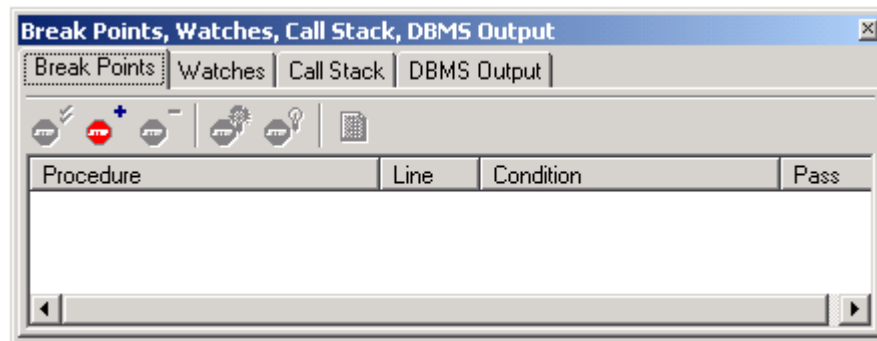 Break Points, Watches, Call Stack, DBMS Output
Break Points Watches Call Stack DBMS Output
Procedure Line Condition Pass